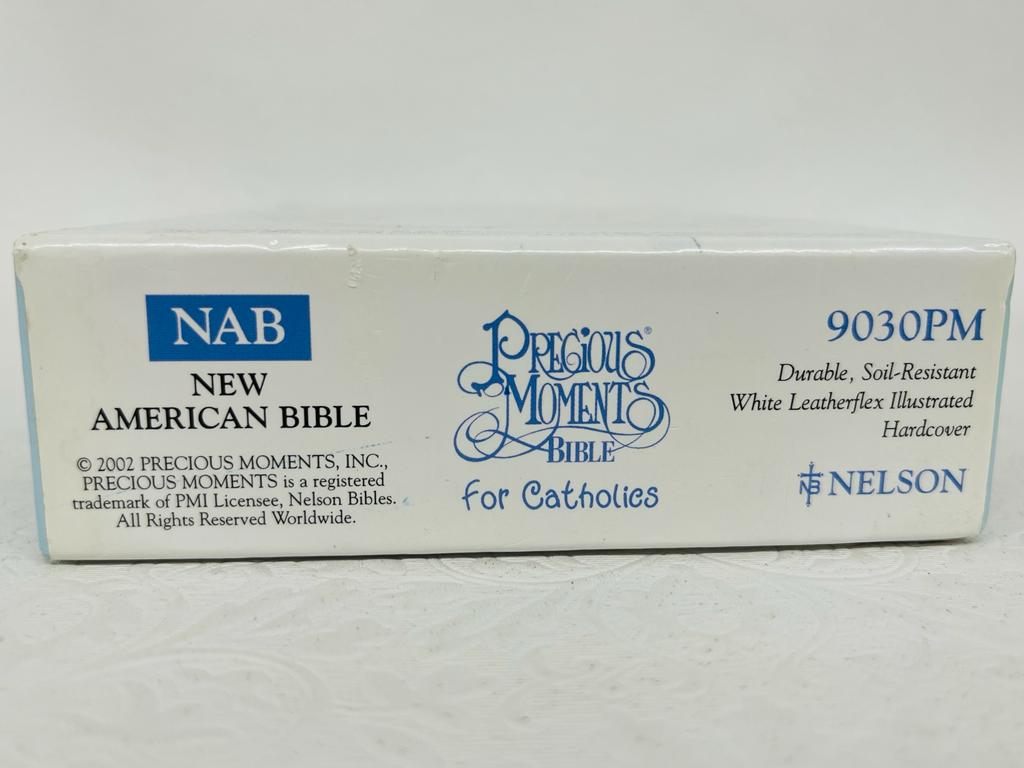 NAB
NEW
AMERICAN BIBLE
© 2002 PRECIOUS MOMENTS, INC.,
PRECIOUS MOMENTS is a registered
trademark of PMI Licensee, Nelson Bibles.
All Rights Reserved Worldwide.
PRECIOUS®
MOMENTS
BIBLE
for Catholics
9030PM
Durable, Soil-Resistant
White Leatherflex Illustrated
Hardcover
NB NELSON